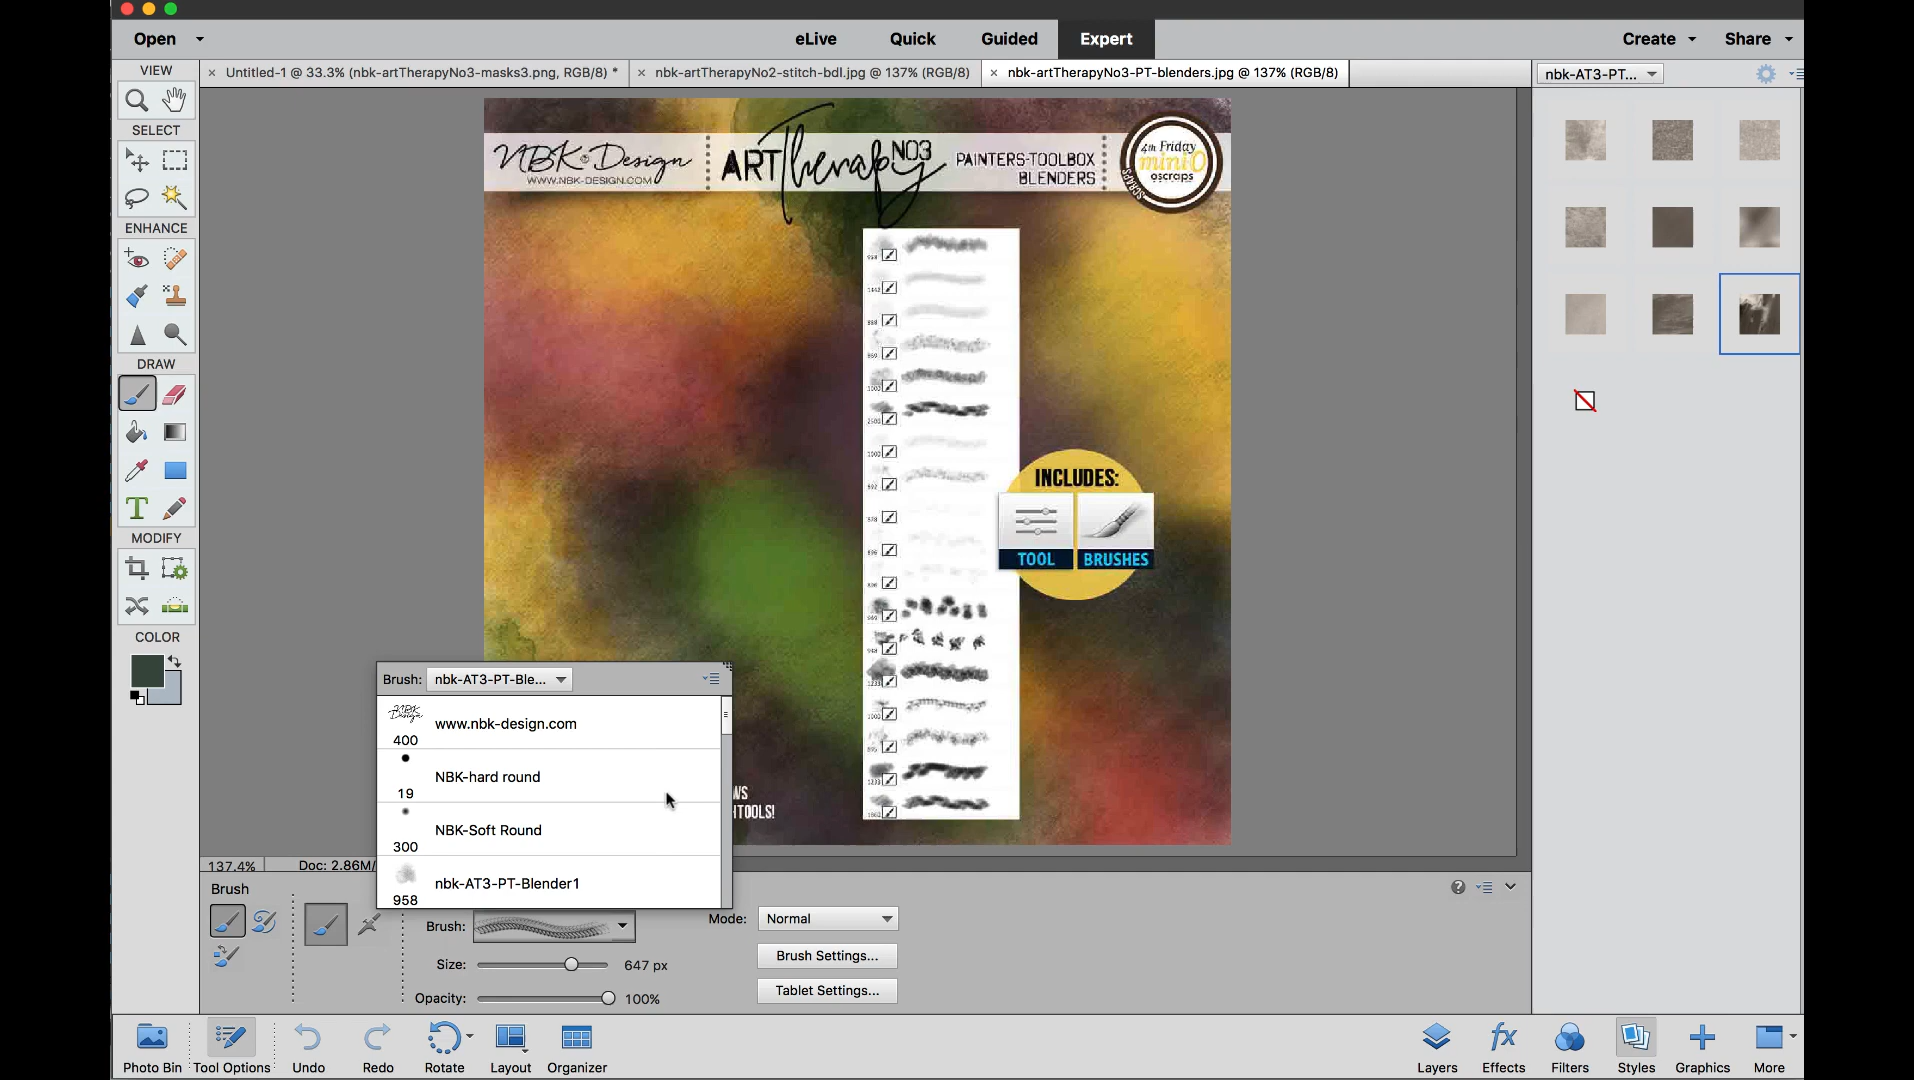 Open
eLive
Quick
Guided
Expert
Create
Share
VIEW
× Untitled-1 @ 33.3% (nbk-artTherapyNo3-masks3.png, RGB/8) *
× nbk-artTherapyNo2-stitch-bdl.jpg @ 137% (RGB/8)
× nbk-artTherapyNo3-PT-blenders.jpg @ 137% (RGB/8)
nbk-AT3-PT...
SELECT
ENHANCE
DRAW
MODIFY
COLOR
NBK Design
WWW.NBK-DESIGN.COM
ART Therapy NO3
PAINTERS-TOOLBOX
BLENDERS
4th Friday
mini O
oscraps
SCRAPS
INCLUDES:
TOOL
BRUSHES
WS
HTOOLS!
Brush: nbk-AT3-PT-Ble...
NBK Design
www.nbk-design.com
400
NBK-hard round
19
NBK-Soft Round
300
nbk-AT3-PT-Blender1
958
137.4%
Doc: 2.86M/
Brush
Brush:
Size: 647 px
Opacity: 100%
Mode: Normal
Brush Settings...
Tablet Settings...
Photo Bin
Tool Options
Undo
Redo
Rotate
Layout
Organizer
Layers
fx
Effects
Filters
Styles
Graphics
More